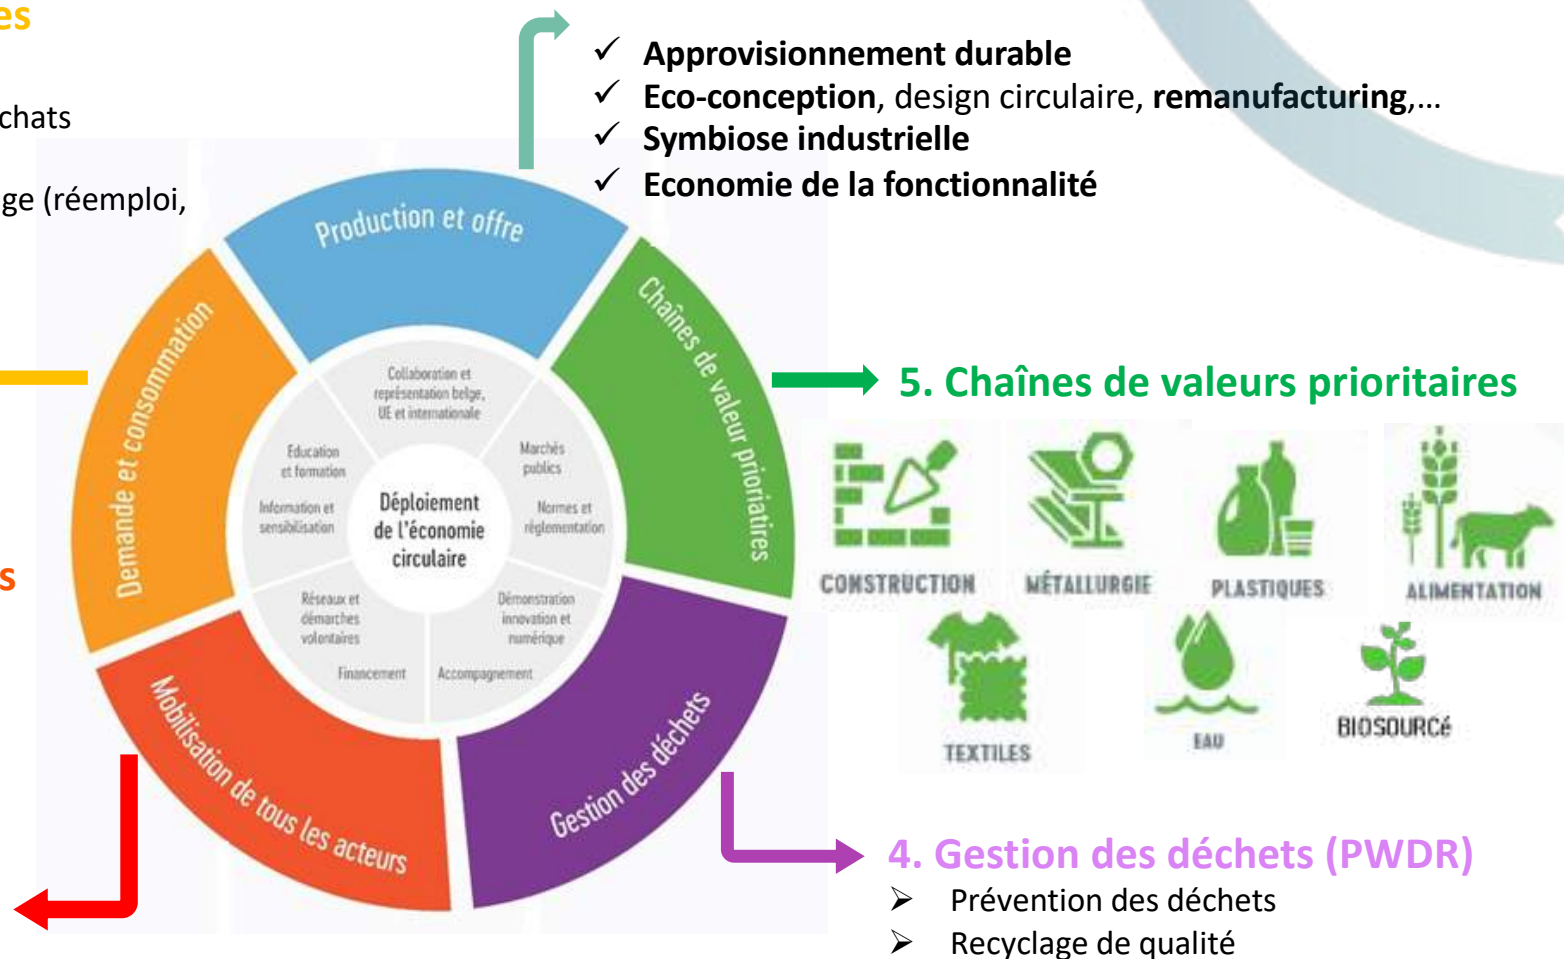 es
chats
ge (réemploi,
✓ Approvisionnement durable
✓ Eco-conception, design circulaire, remanufacturing,...
✓ Symbiose industrielle
✓ Economie de la fonctionnalité
Production et offre
Demande et consommation
Chaînes de valeur prioriatires
Mobilisation de tous les acteurs
Gestion des déchets
Collaboration et
représentation belge,
UE et internationale
Education
et formation
Marchés
publics
Information et
sensibilisation
Normes et
réglementation
Déploiement
de l'économie
circulaire
Réseaux et
démarches
volontaires
Démonstration
innovation et
numérique
Financement
Accompagnement
s
5. Chaînes de valeurs prioritaires
CONSTRUCTION
MÉTALLURGIE
PLASTIQUES
ALIMENTATION
TEXTILES
EAU
BIOSOURCé
4. Gestion des déchets (PWDR)
➢ Prévention des déchets
➢ Recyclage de qualité